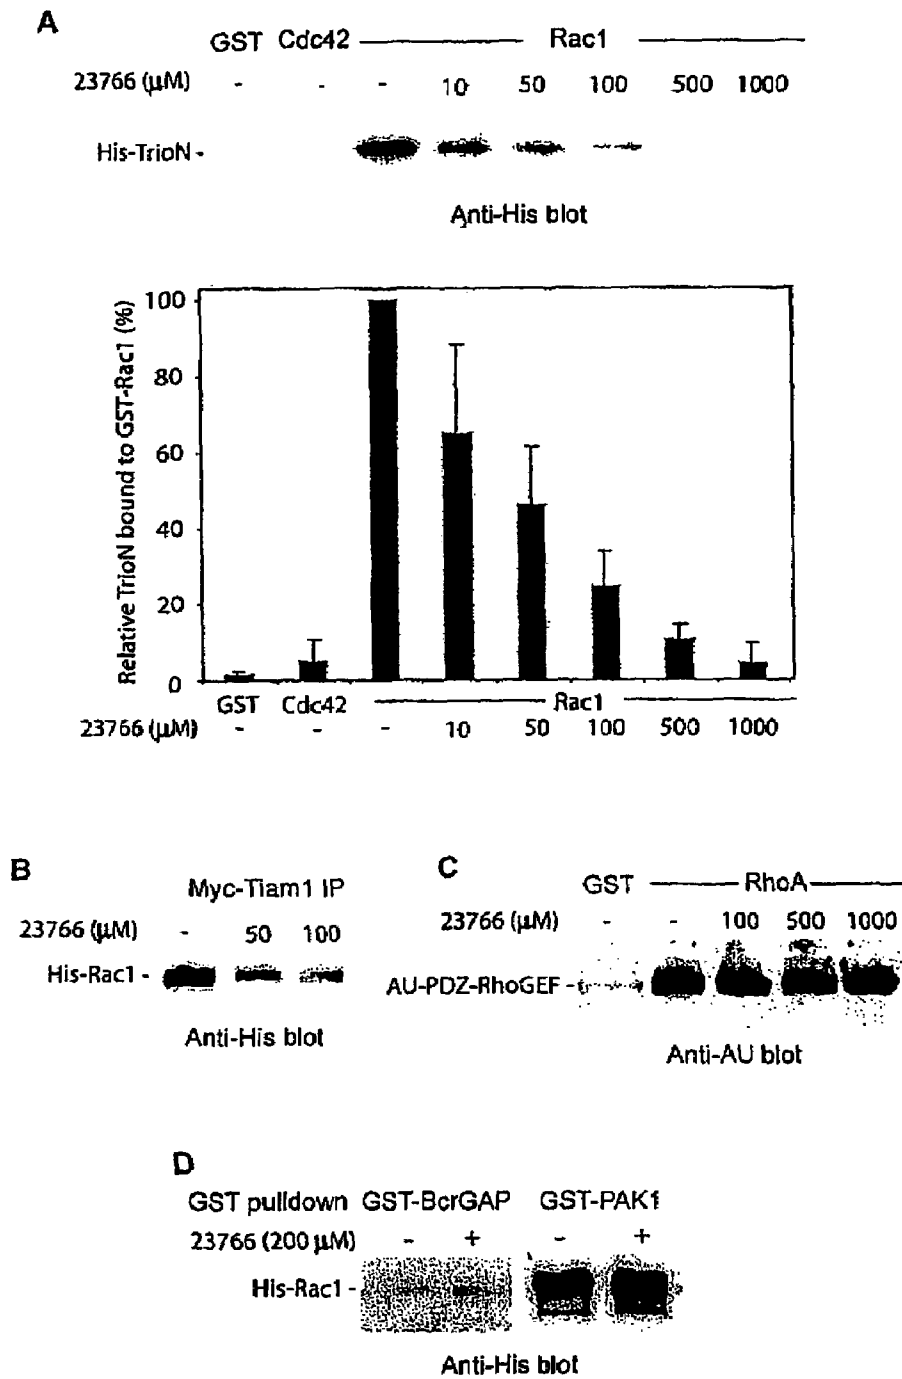 A
GST Cdc42 Rac1
23766 (µM) - - - 10 50 100 500 1000
His-TrioN -
Anti-His blot
Relative TrioN bound to GST-Rac1 (%)
100
80
60
40
20
0
GST Cdc42 Rac1
23766 (µM) - - - 10 50 100 500 1000
B
Myc-Tiam1 IP
23766 (µM) - 50 100
His-Rac1 -
Anti-His blot
C
GST RhoA
23766 (µM) - - 100 500 1000
AU-PDZ-RhoGEF -
Anti-AU blot
D
GST pulldown GST-BcrGAP GST-PAK1
23766 (200 µM) - + - +
His-Rac1 -
Anti-His blot